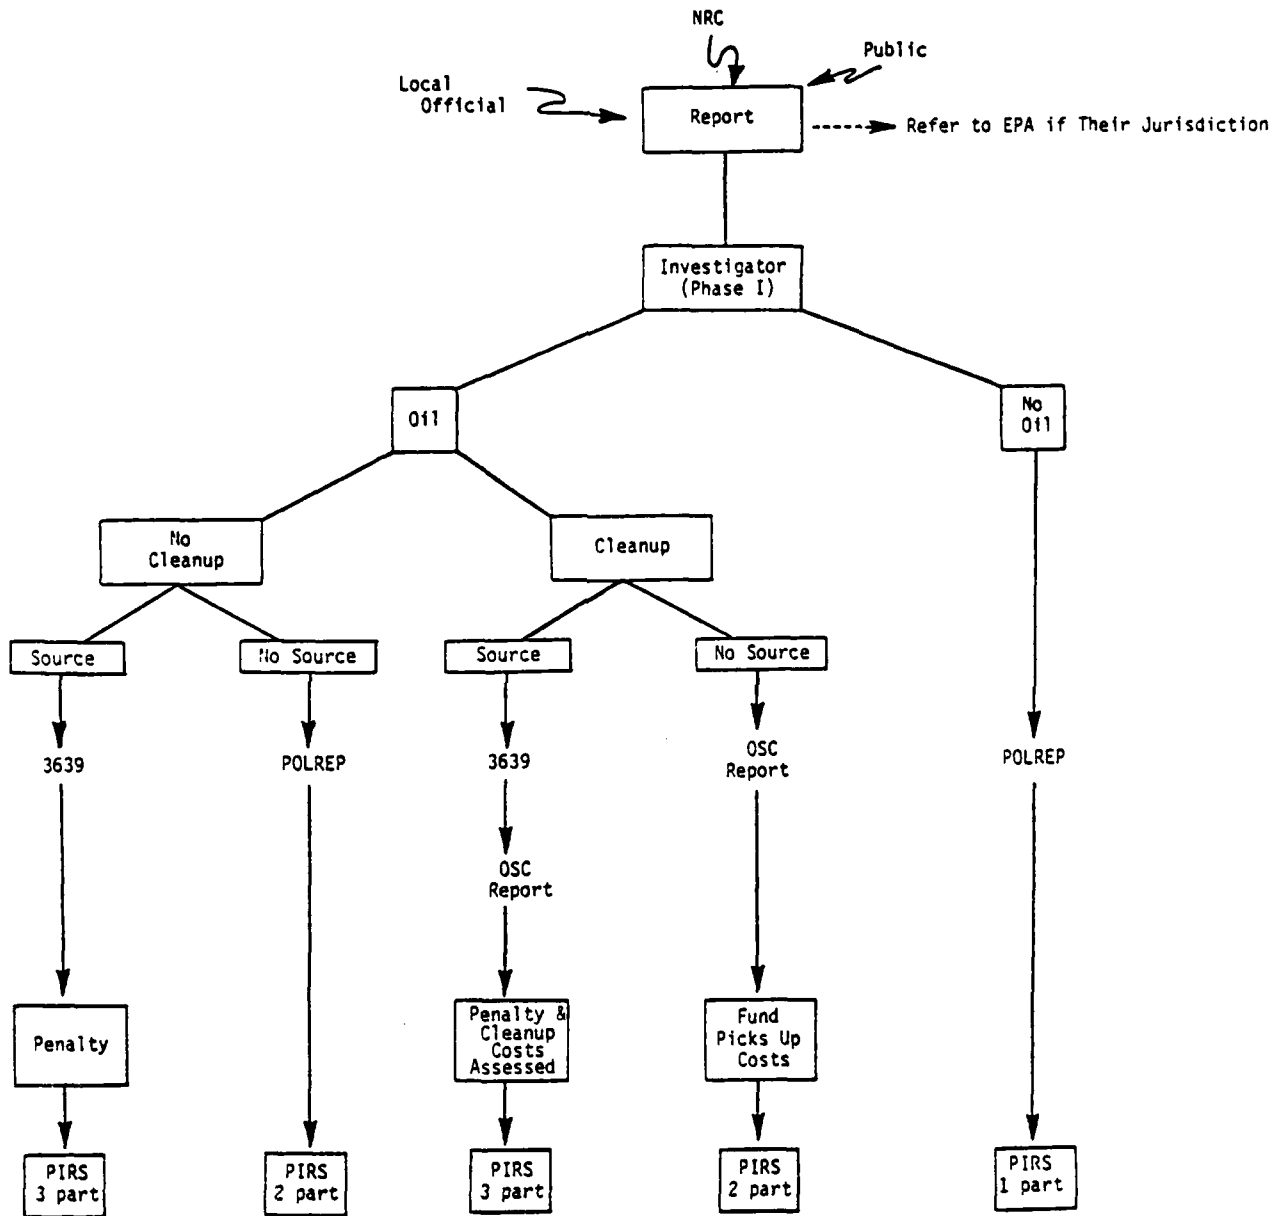 NRC
Public
Local
Official
Report
Refer to EPA if Their Jurisdiction
Investigator
(Phase I)
Oil
No
Oil
No
Cleanup
Cleanup
Source
No Source
Source
No Source
3639
POLREP
3639
OSC
Report
POLREP
OSC
Report
Penalty
Penalty &
Cleanup
Costs
Assessed
Fund
Picks Up
Costs
PIRS
3 part
PIRS
2 part
PIRS
3 part
PIRS
2 part
PIRS
1 part